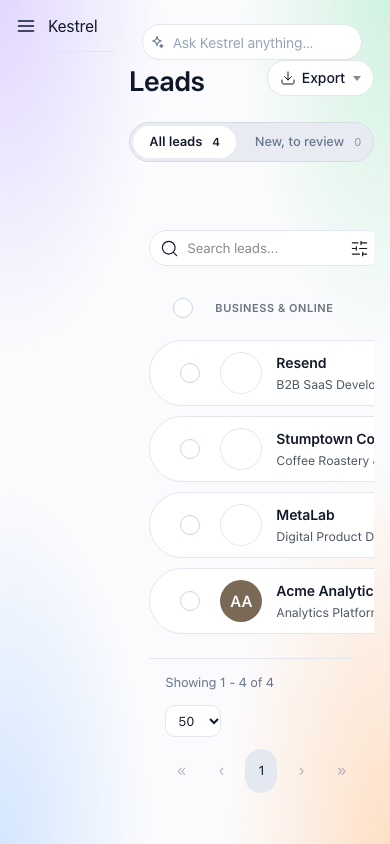 Kestrel
Ask Kestrel anything...
Leads
Export
All leads 4
New, to review 0
Search leads...
BUSINESS & ONLINE
Resend
B2B SaaS Develo
Stumptown Co
Coffee Roastery
MetaLab
Digital Product D
AA
Acme Analytic
Analytics Platfor
Showing 1 - 4 of 4
50
« ‹ 1 › »